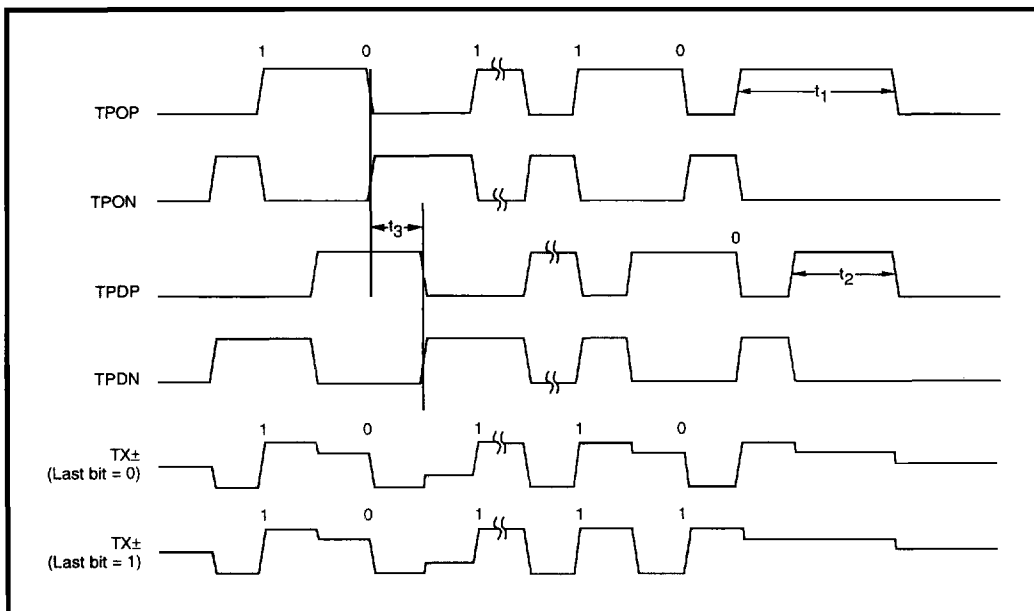 1 0 1 1 0
TPOP
t1
TPON
t3
0
TPDP
t2
TPDN
1 0 1 1 0
TX±
(Last bit = 0)
1 0 1 1 1
TX±
(Last bit = 1)